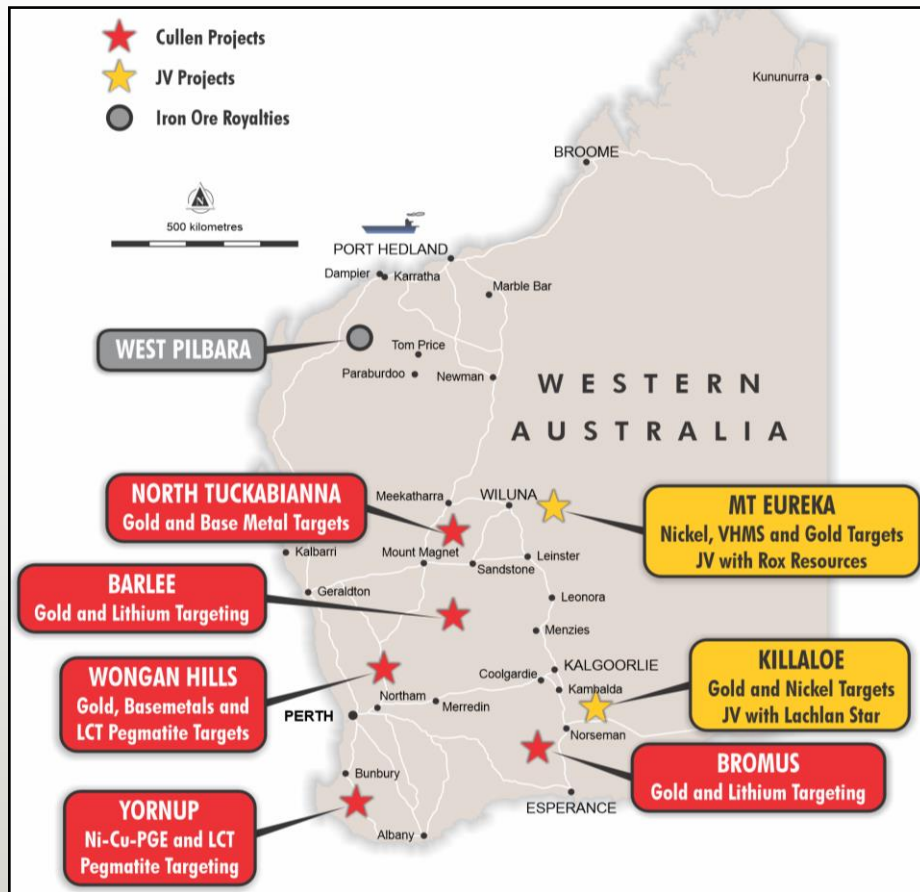 Cullen Projects
JV Projects
Iron Ore Royalties
N
500 kilometres
Kununurra
BROOME
PORT HEDLAND
Dampier
Karratha
Marble Bar
WEST PILBARA
Tom Price
Paraburdoo
Newman
WESTERN
AUSTRALIA
NORTH TUCKABIANNA
Gold and Base Metal Targets
Meekatharra
WILUNA
MT EUREKA
Nickel, VHMS and Gold Targets
JV with Rox Resources
Kalbarri
Mount Magnet
Sandstone
Leinster
BARLEE
Gold and Lithium Targeting
Geraldton
Leonora
Menzies
WONGAN HILLS
Gold, Basemetals and
LCT Pegmatite Targets
Coolgardie
KALGOORLIE
Kambalda
KILLALOE
Gold and Nickel Targets
JV with Lachlan Star
Northam
PERTH
Merredin
Norseman
BROMUS
Gold and Lithium Targeting
Bunbury
ESPERANCE
YORNUP
Ni-Cu-PGE and LCT
Pegmatite Targeting
Albany